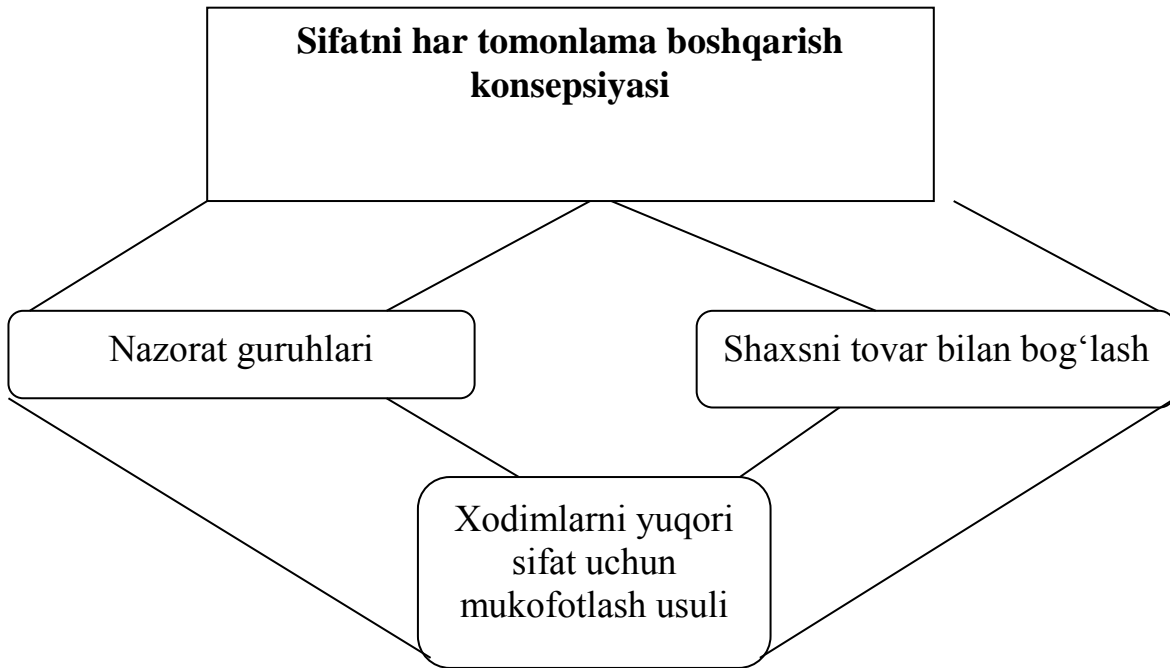 Sifatni har tomonlama boshqarish
konsepsiyasi
Nazorat guruhlari
Shaxsni tovar bilan bog‘lash
Xodimlarni yuqori
sifat uchun
mukofotlash usuli